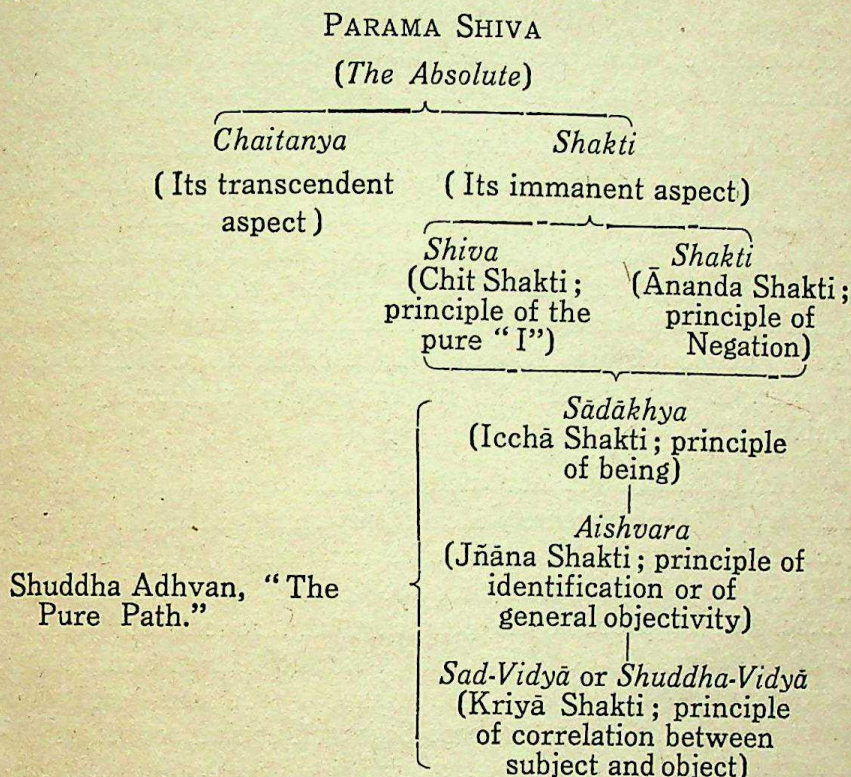 PARAMA SHIVA
(The Absolute)
Chaitanya
(Its transcendent
aspect)
Shakti
(Its immanent aspect)
Shiva
(Chit Shakti;
principle of the
pure “I”)
Shakti
(Ānanda Shakti;
principle of
Negation)
Sādākhya
(Icchā Shakti; principle
of being)
Aishvara
(Jñāna Shakti; principle of
identification or of
general objectivity)
Shuddha Adhvan, “The
Pure Path.”
Sad-Vidyā or Shuddha-Vidyā
(Kriyā Shakti; principle
of correlation between
subject and object)